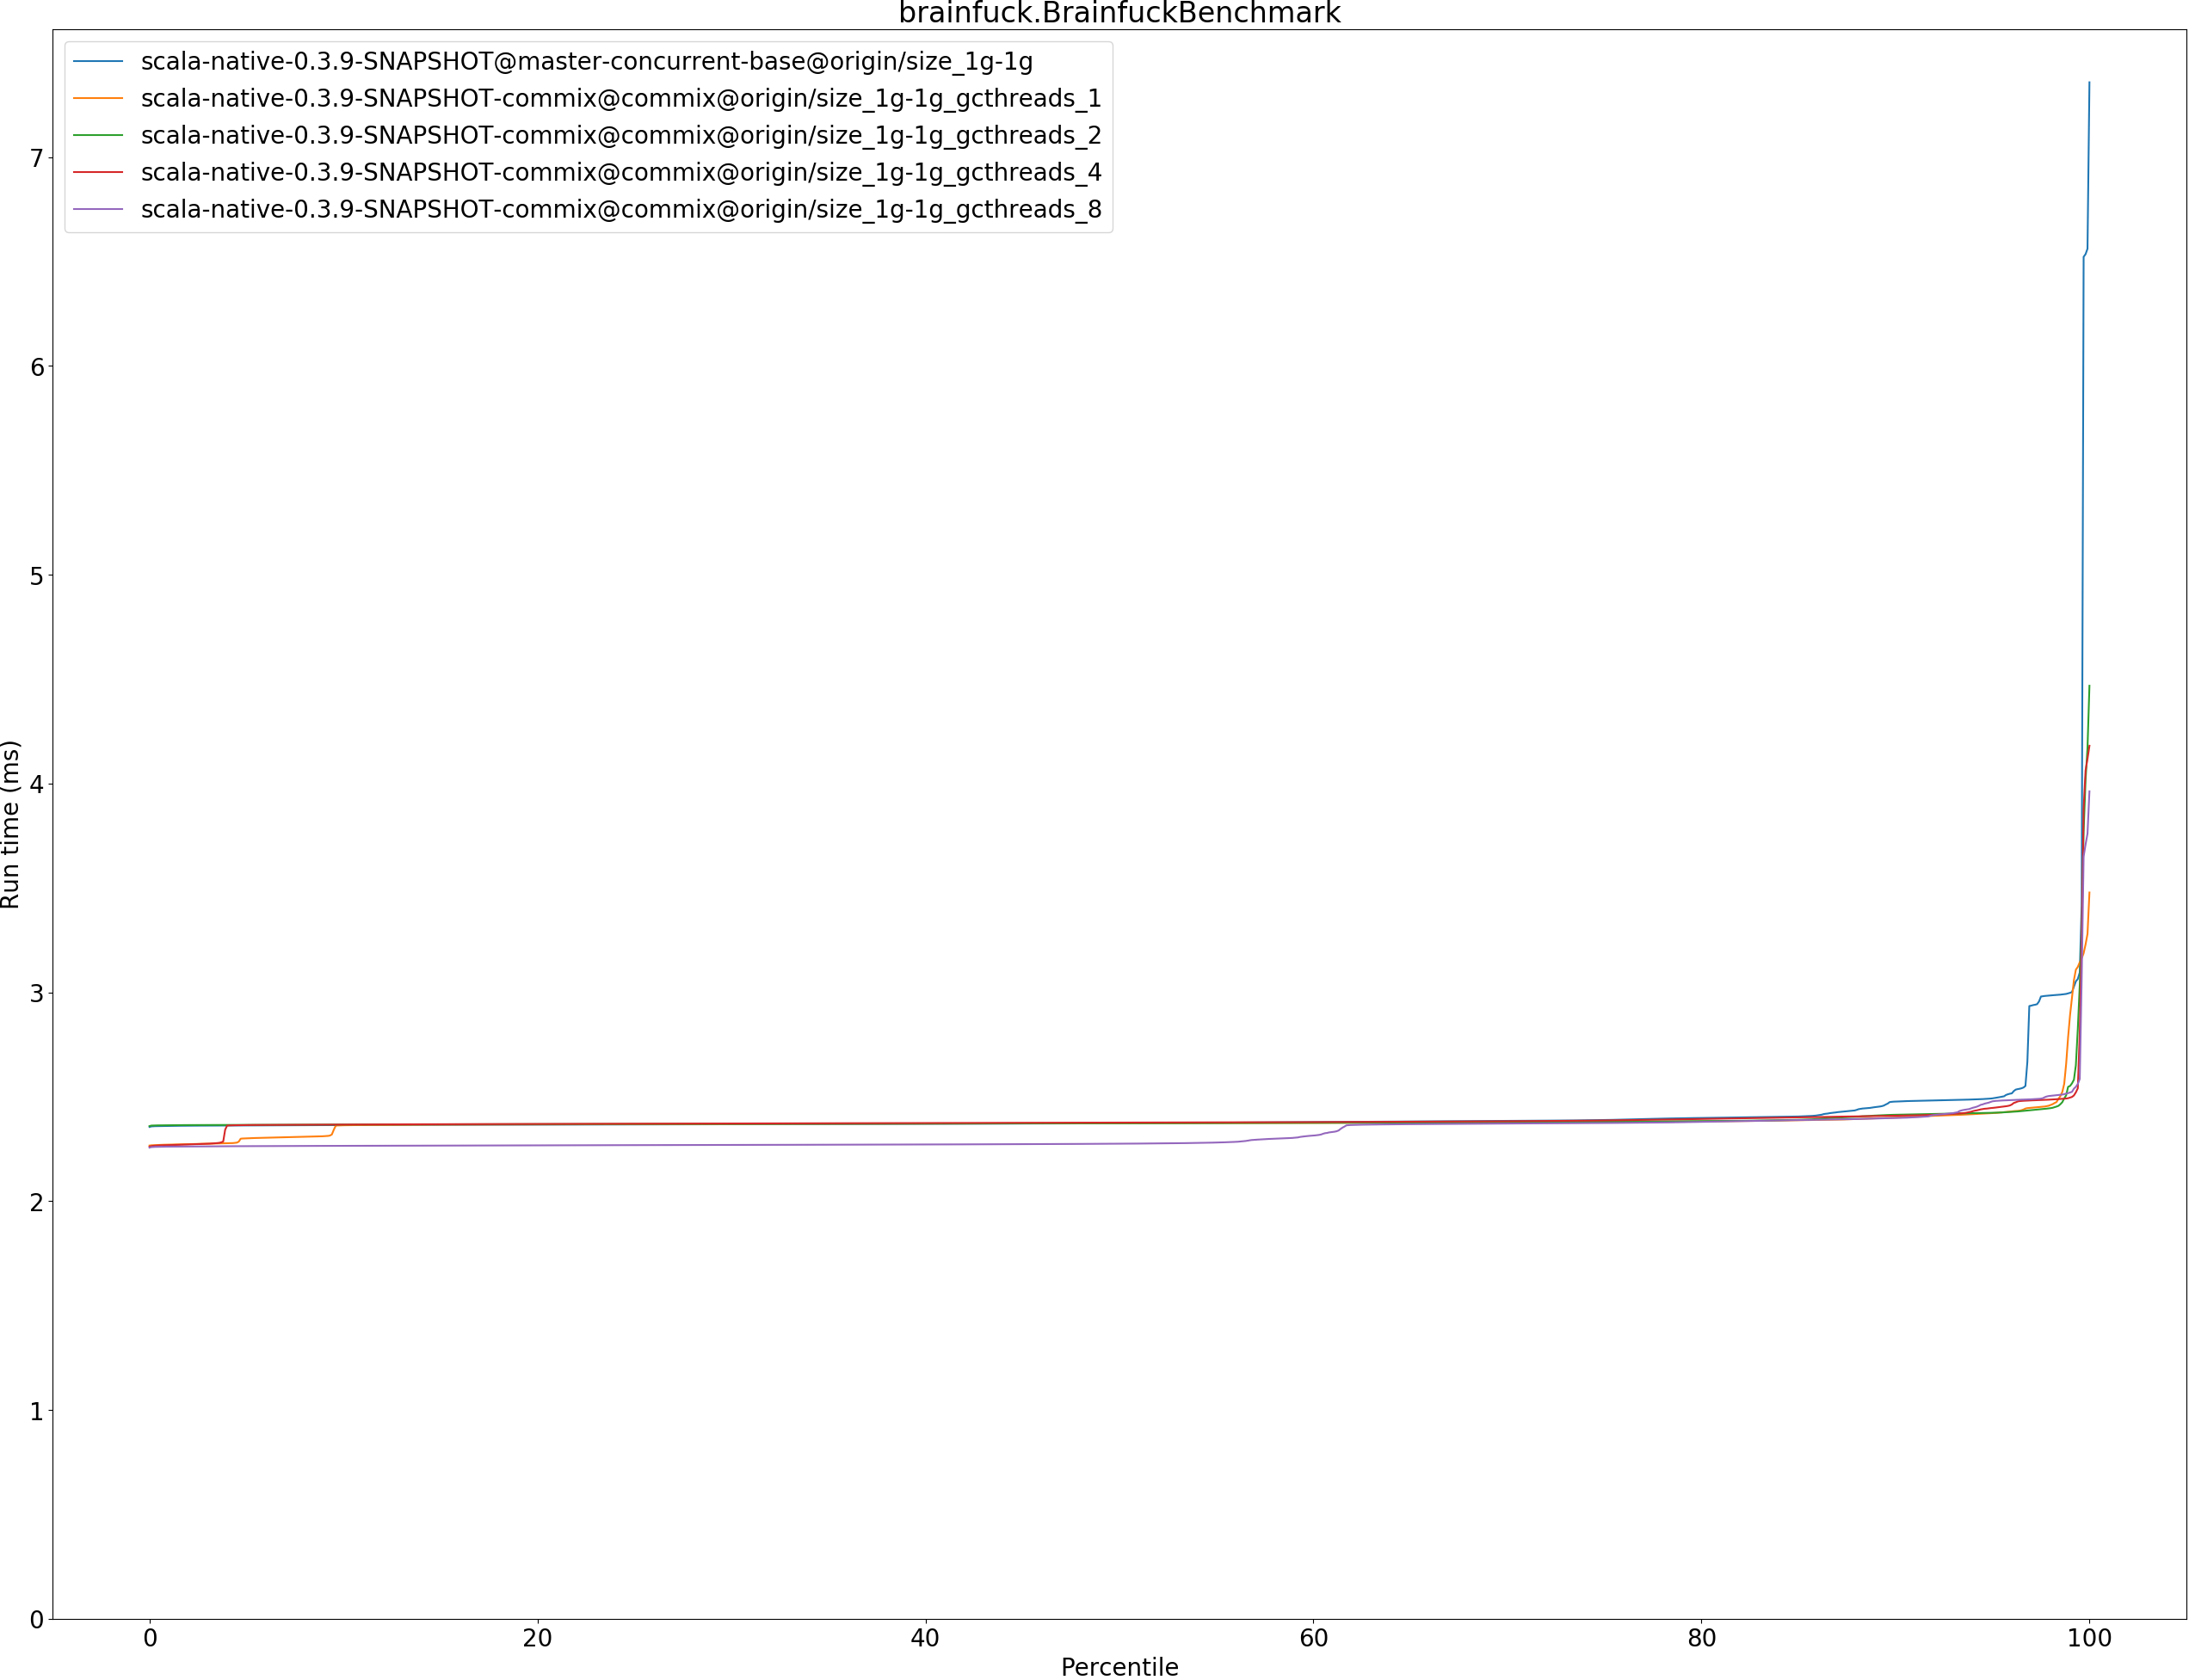 brainfuck.BrainfuckBenchmark
scala-native-0.3.9-SNAPSHOT@master-concurrent-base@origin/size_1g-1g
scala-native-0.3.9-SNAPSHOT-commix@commix@origin/size_1g-1g_gcthreads_1
scala-native-0.3.9-SNAPSHOT-commix@commix@origin/size_1g-1g_gcthreads_2
scala-native-0.3.9-SNAPSHOT-commix@commix@origin/size_1g-1g_gcthreads_4
scala-native-0.3.9-SNAPSHOT-commix@commix@origin/size_1g-1g_gcthreads_8
7
6
5
4
3
2
1
0
Run time (ms)
0 20 40 60 80 100
Percentile